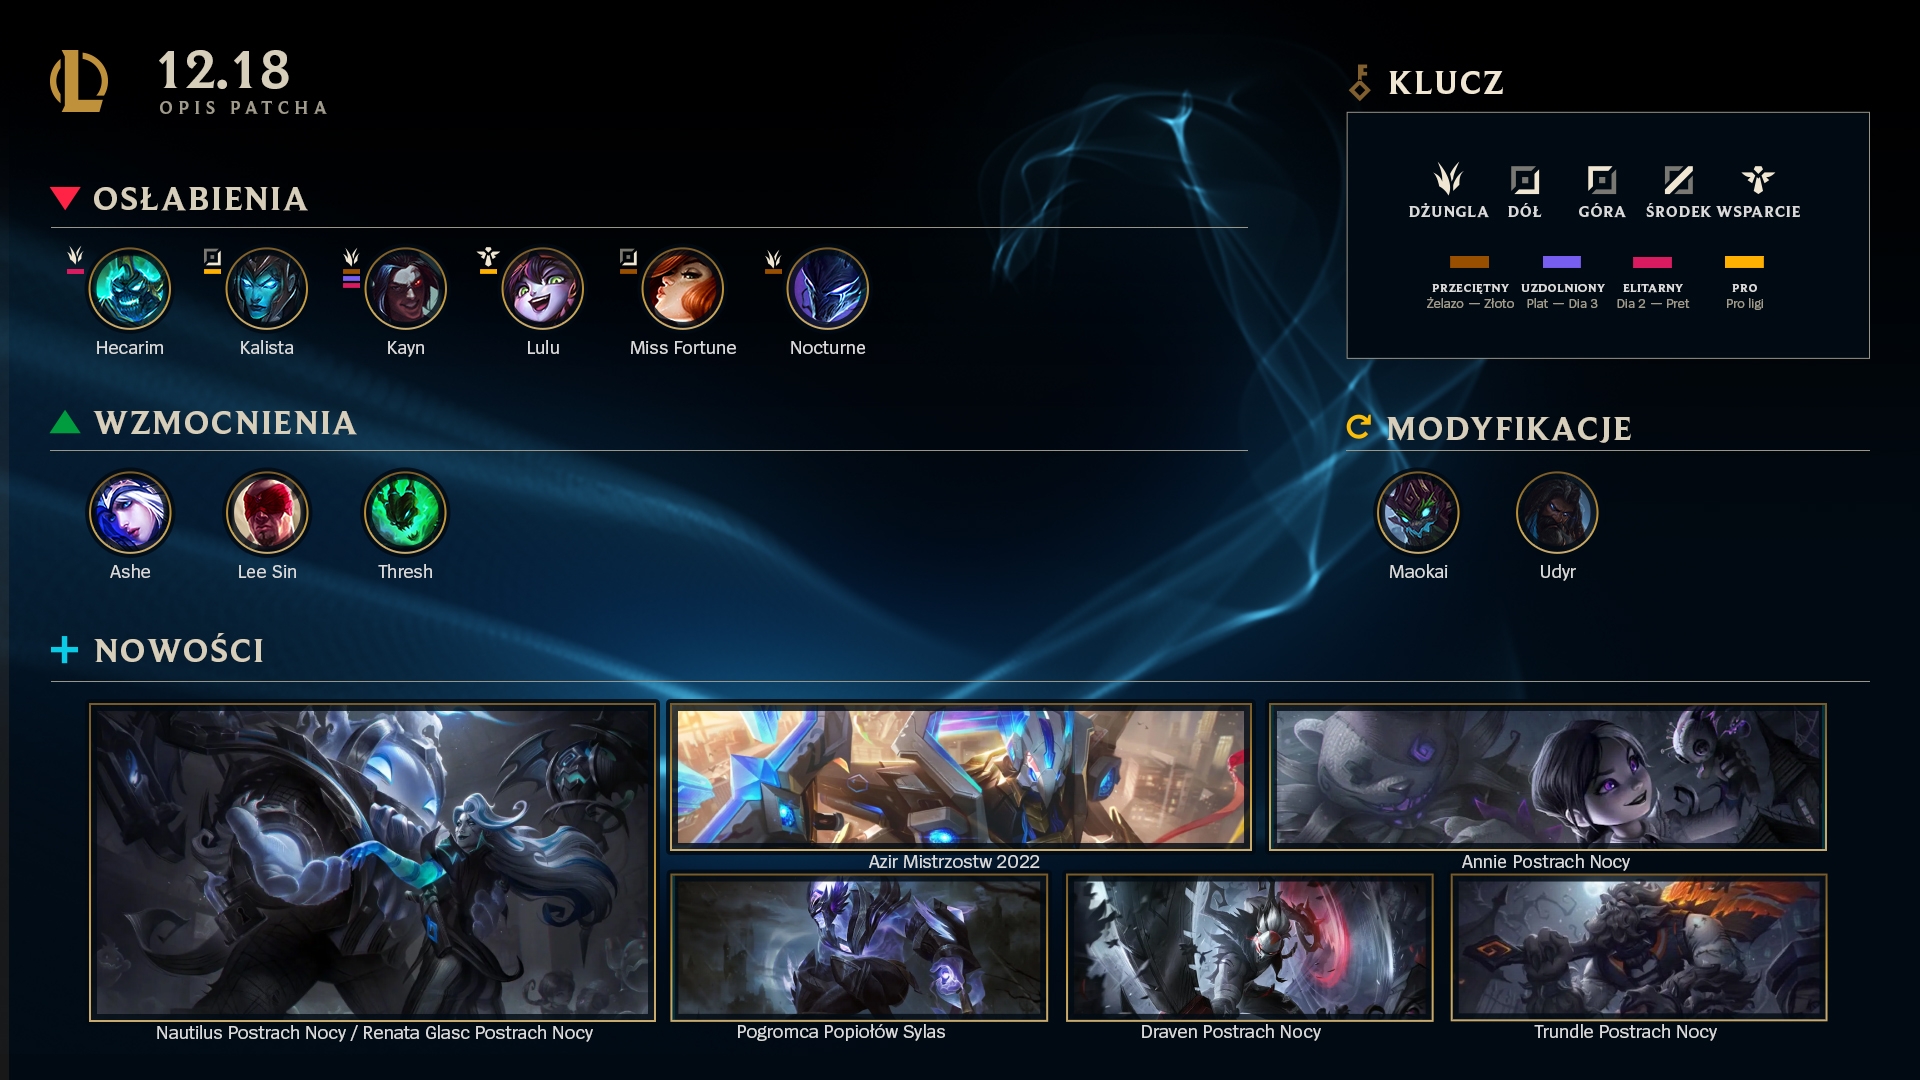 12.18
OPIS PATCHA
KLUCZ
DŻUNGLA DÓŁ GÓRA ŚRODEK WSPARCIE
PRZECIĘTNY UZDOLNIONY ELITARNY PRO
Żelazo — Złoto Plat — Dia 3 Dia 2 — Pret Pro ligi
OSŁABIENIA
Hecarim Kalista Kayn Lulu Miss Fortune Nocturne
WZMOCNIENIA
Ashe Lee Sin Thresh
MODYFIKACJE
Maokai Udyr
NOWOŚCI
Azir Mistrzostw 2022 Annie Postrach Nocy
Nautilus Postrach Nocy / Renata Glasc Postrach Nocy Pogromca Popiołów Sylas Draven Postrach Nocy Trundle Postrach Nocy